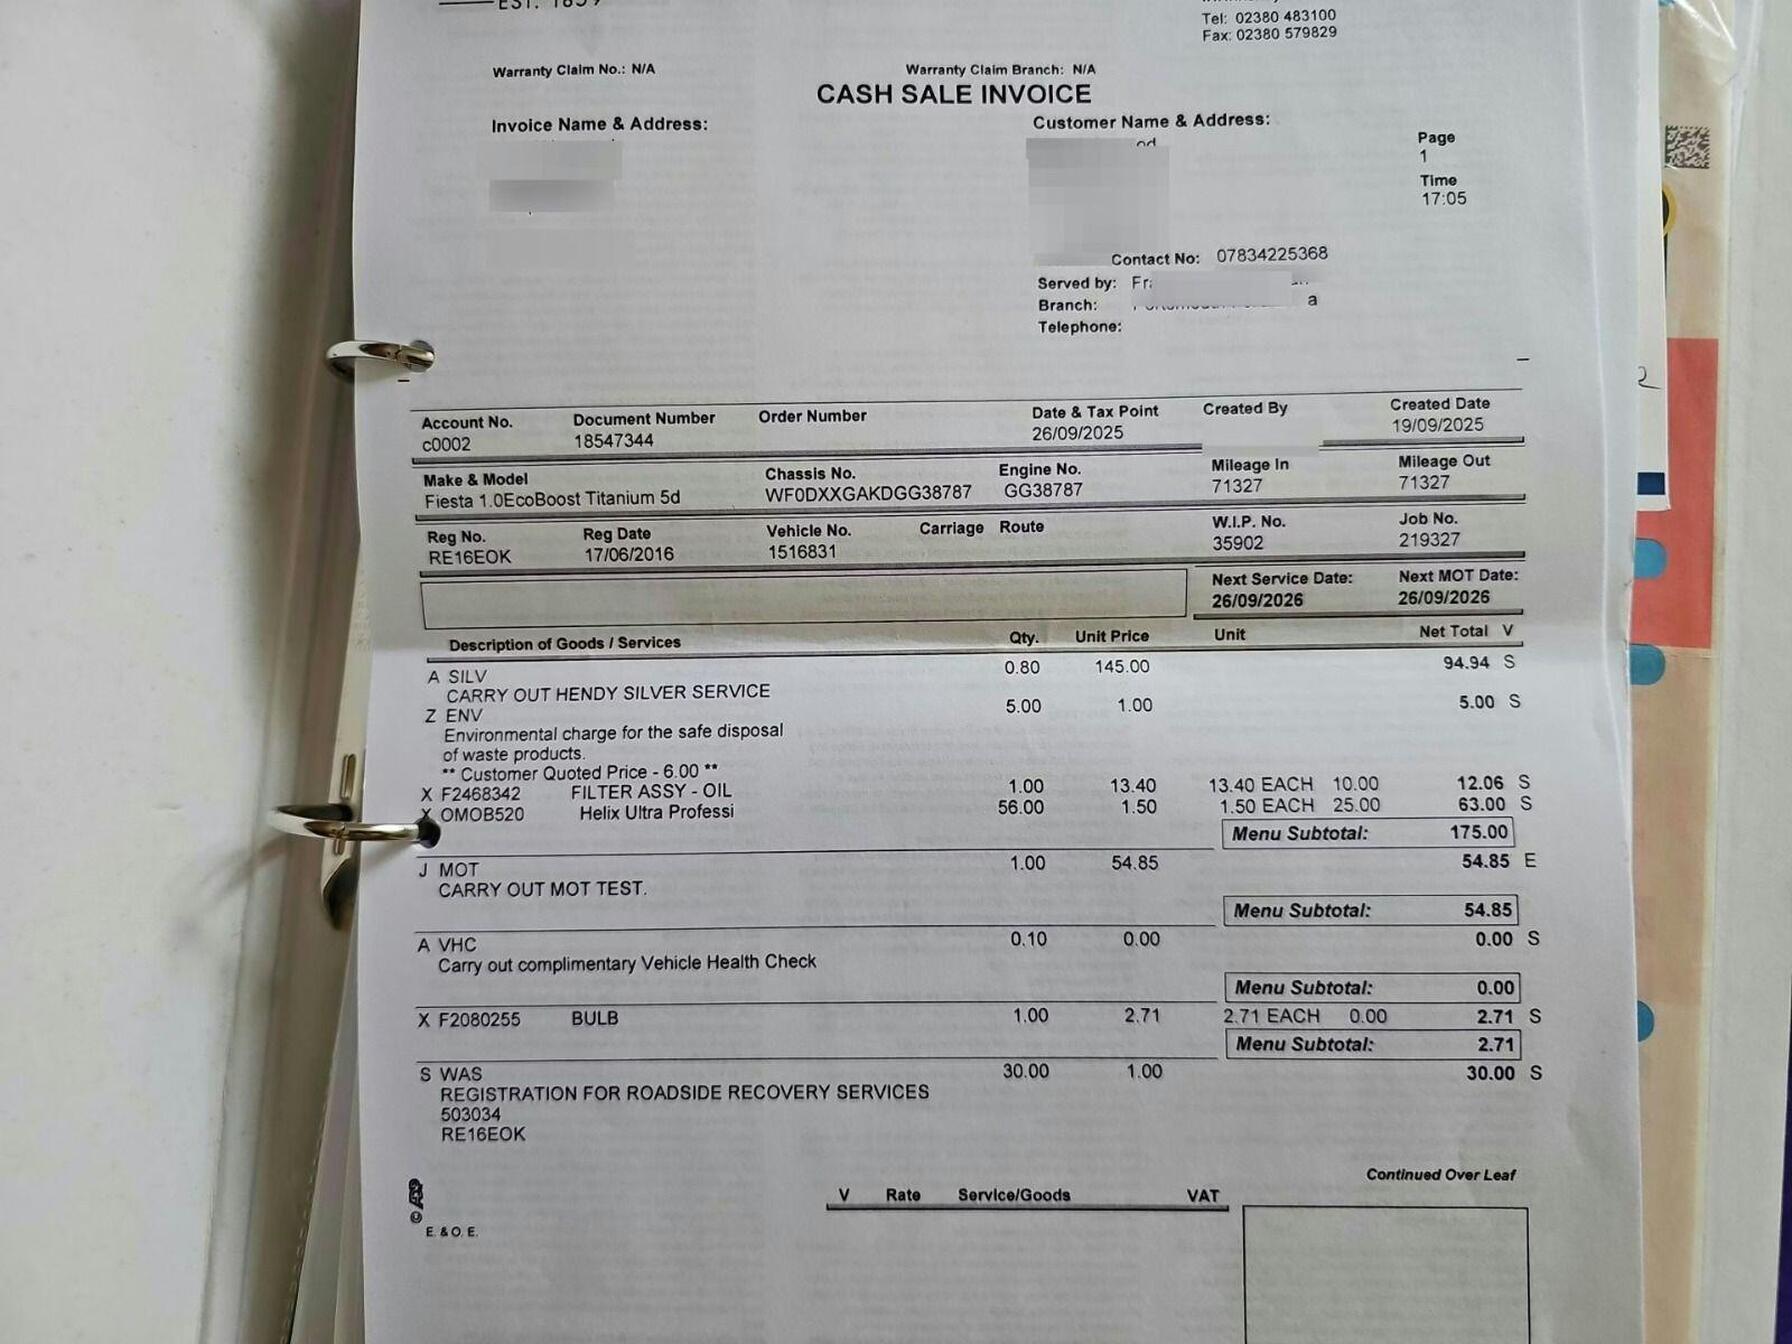 EST. 1859
Tel: 02380 483100
Fax: 02380 579829
Warranty Claim No.: N/A
Warranty Claim Branch: N/A
CASH SALE INVOICE
Invoice Name & Address:
Customer Name & Address:
Page
1
Time
17:05
Contact No: 07834225368
Served by:
Branch:
Telephone:
Account No. Document Number Order Number Date & Tax Point Created By Created Date
c0002 18547344 26/09/2025 19/09/2025
Make & Model Chassis No. Engine No. Mileage In Mileage Out
Fiesta 1.0EcoBoost Titanium 5d WF0DXXGAKDGG38787 GG38787 71327 71327
Reg No. Reg Date Vehicle No. Carriage Route W.I.P. No. Job No.
RE16EOK 17/06/2016 1516831 35902 219327
Next Service Date: Next MOT Date:
26/09/2026 26/09/2026
Description of Goods / Services Qty. Unit Price Unit Net Total V
A SILV 0.80 145.00 94.94 S
CARRY OUT HENDY SILVER SERVICE
Z ENV 5.00 1.00 5.00 S
Environmental charge for the safe disposal
of waste products.
** Customer Quoted Price - 6.00 **
X F2468342 FILTER ASSY - OIL 1.00 13.40 13.40 EACH 10.00 12.06 S
X OMOB520 Helix Ultra Professi 56.00 1.50 1.50 EACH 25.00 63.00 S
Menu Subtotal: 175.00
J MOT 1.00 54.85 54.85 E
CARRY OUT MOT TEST.
Menu Subtotal: 54.85
A VHC 0.10 0.00 0.00 S
Carry out complimentary Vehicle Health Check
Menu Subtotal: 0.00
X F2080255 BULB 1.00 2.71 2.71 EACH 0.00 2.71 S
Menu Subtotal: 2.71
S WAS 30.00 1.00 30.00 S
REGISTRATION FOR ROADSIDE RECOVERY SERVICES
503034
RE16EOK
Continued Over Leaf
V Rate Service/Goods VAT
E. & O. E.